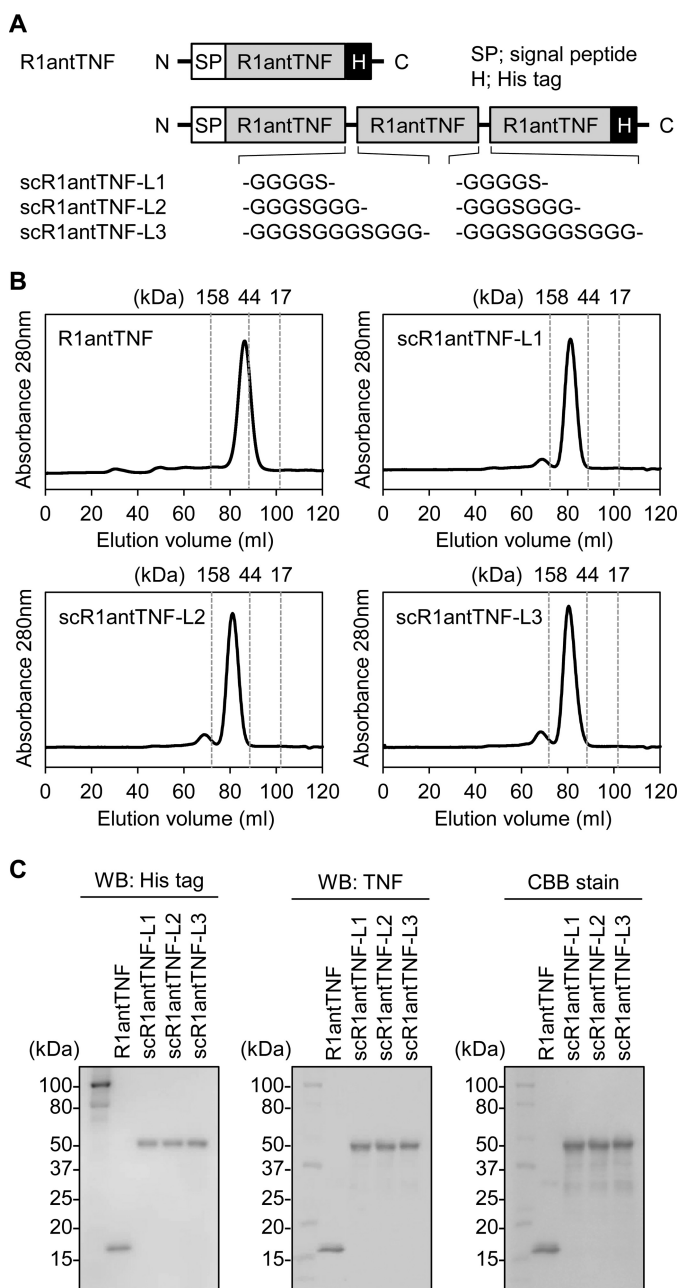 A
R1antTNF N SP R1antTNF H C
SP; signal peptide
H; His tag
N SP R1antTNF R1antTNF R1antTNF H C
scR1antTNF-L1 -GGGGS- -GGGGS-
scR1antTNF-L2 -GGGSGGG- -GGGSGGG-
scR1antTNF-L3 -GGGSGGGSGGG- -GGGSGGGSGGG-
B
(kDa) 158 44 17
R1antTNF
Absorbance 280nm
0 20 40 60 80 100 120
Elution volume (ml)
(kDa) 158 44 17
scR1antTNF-L1
Absorbance 280nm
0 20 40 60 80 100 120
Elution volume (ml)
(kDa) 158 44 17
scR1antTNF-L2
Absorbance 280nm
0 20 40 60 80 100 120
Elution volume (ml)
(kDa) 158 44 17
scR1antTNF-L3
Absorbance 280nm
0 20 40 60 80 100 120
Elution volume (ml)
C
WB: His tag
R1antTNF
scR1antTNF-L1
scR1antTNF-L2
scR1antTNF-L3
(kDa)
100-
80-
50-
37-
25-
20-
15-
WB: TNF
R1antTNF
scR1antTNF-L1
scR1antTNF-L2
scR1antTNF-L3
(kDa)
100-
80-
50-
37-
25-
20-
15-
CBB stain
R1antTNF
scR1antTNF-L1
scR1antTNF-L2
scR1antTNF-L3
(kDa)
100-
80-
50-
37-
25-
20-
15-